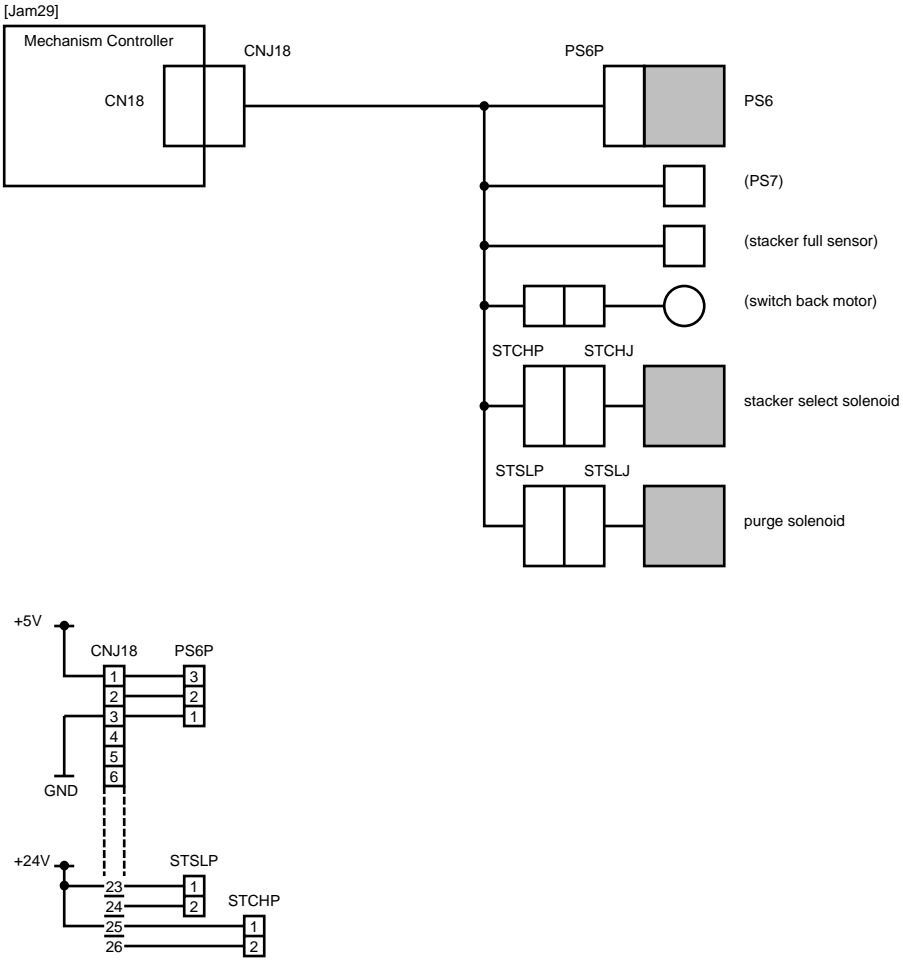 [Jam29]
Mechanism Controller
CNJ18
PS6P
CN18
PS6
(PS7)
(stacker full sensor)
(switch back motor)
STCHP STCHJ
stacker select solenoid
STSLP STSLJ
purge solenoid
+5V
CNJ18 PS6P
1 3
2 2
3 1
4
5
6
GND
+24V
STSLP
23 1
24 2
STCHP
25 1
26 2